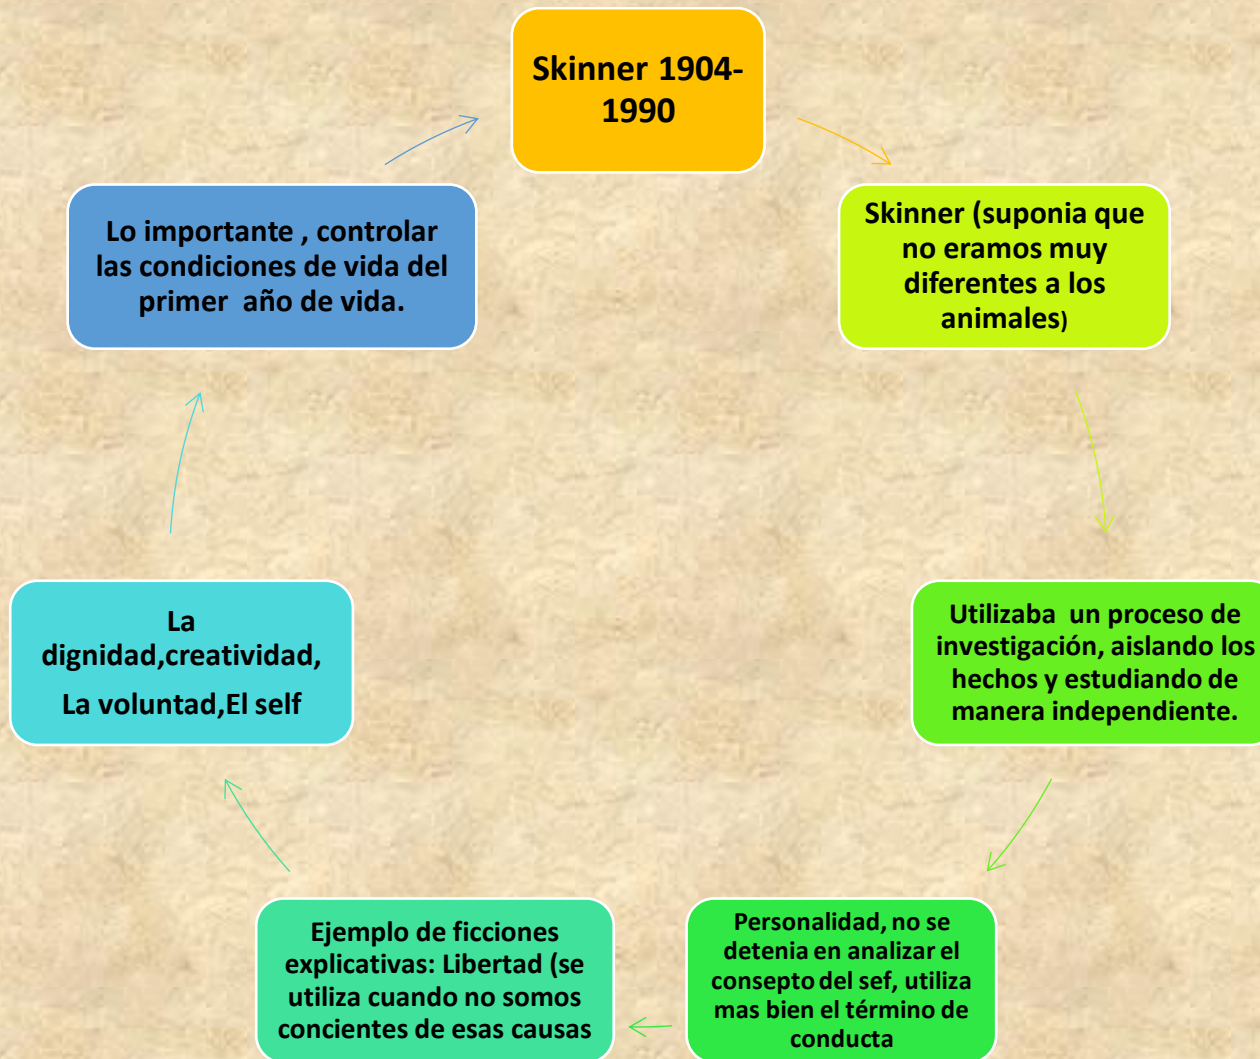 Skinner 1904-
1990
Skinner (suponia que
no eramos muy
diferentes a los
animales)
Utilizaba un proceso de
investigación, aislando los
hechos y estudiando de
manera independiente.
Personalidad, no se
detenia en analizar el
consepto del sef, utiliza
mas bien el término de
conducta
Ejemplo de ficciones
explicativas: Libertad (se
utiliza cuando no somos
concientes de esas causas
La
dignidad,creatividad,
La voluntad,El self
Lo importante , controlar
las condiciones de vida del
primer año de vida.